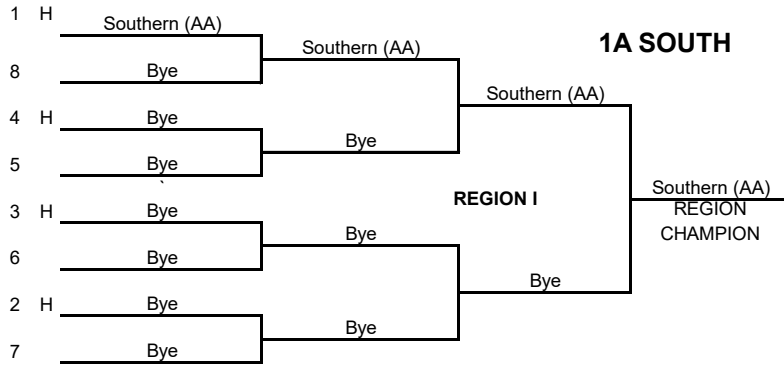 1 H Southern (AA)
Southern (AA)
1A SOUTH
8 Bye
Southern (AA)
4 H Bye
Bye
5 Bye
`
REGION I
Southern (AA)
REGION
CHAMPION
3 H Bye
Bye
6 Bye
Bye
2 H Bye
Bye
7 Bye